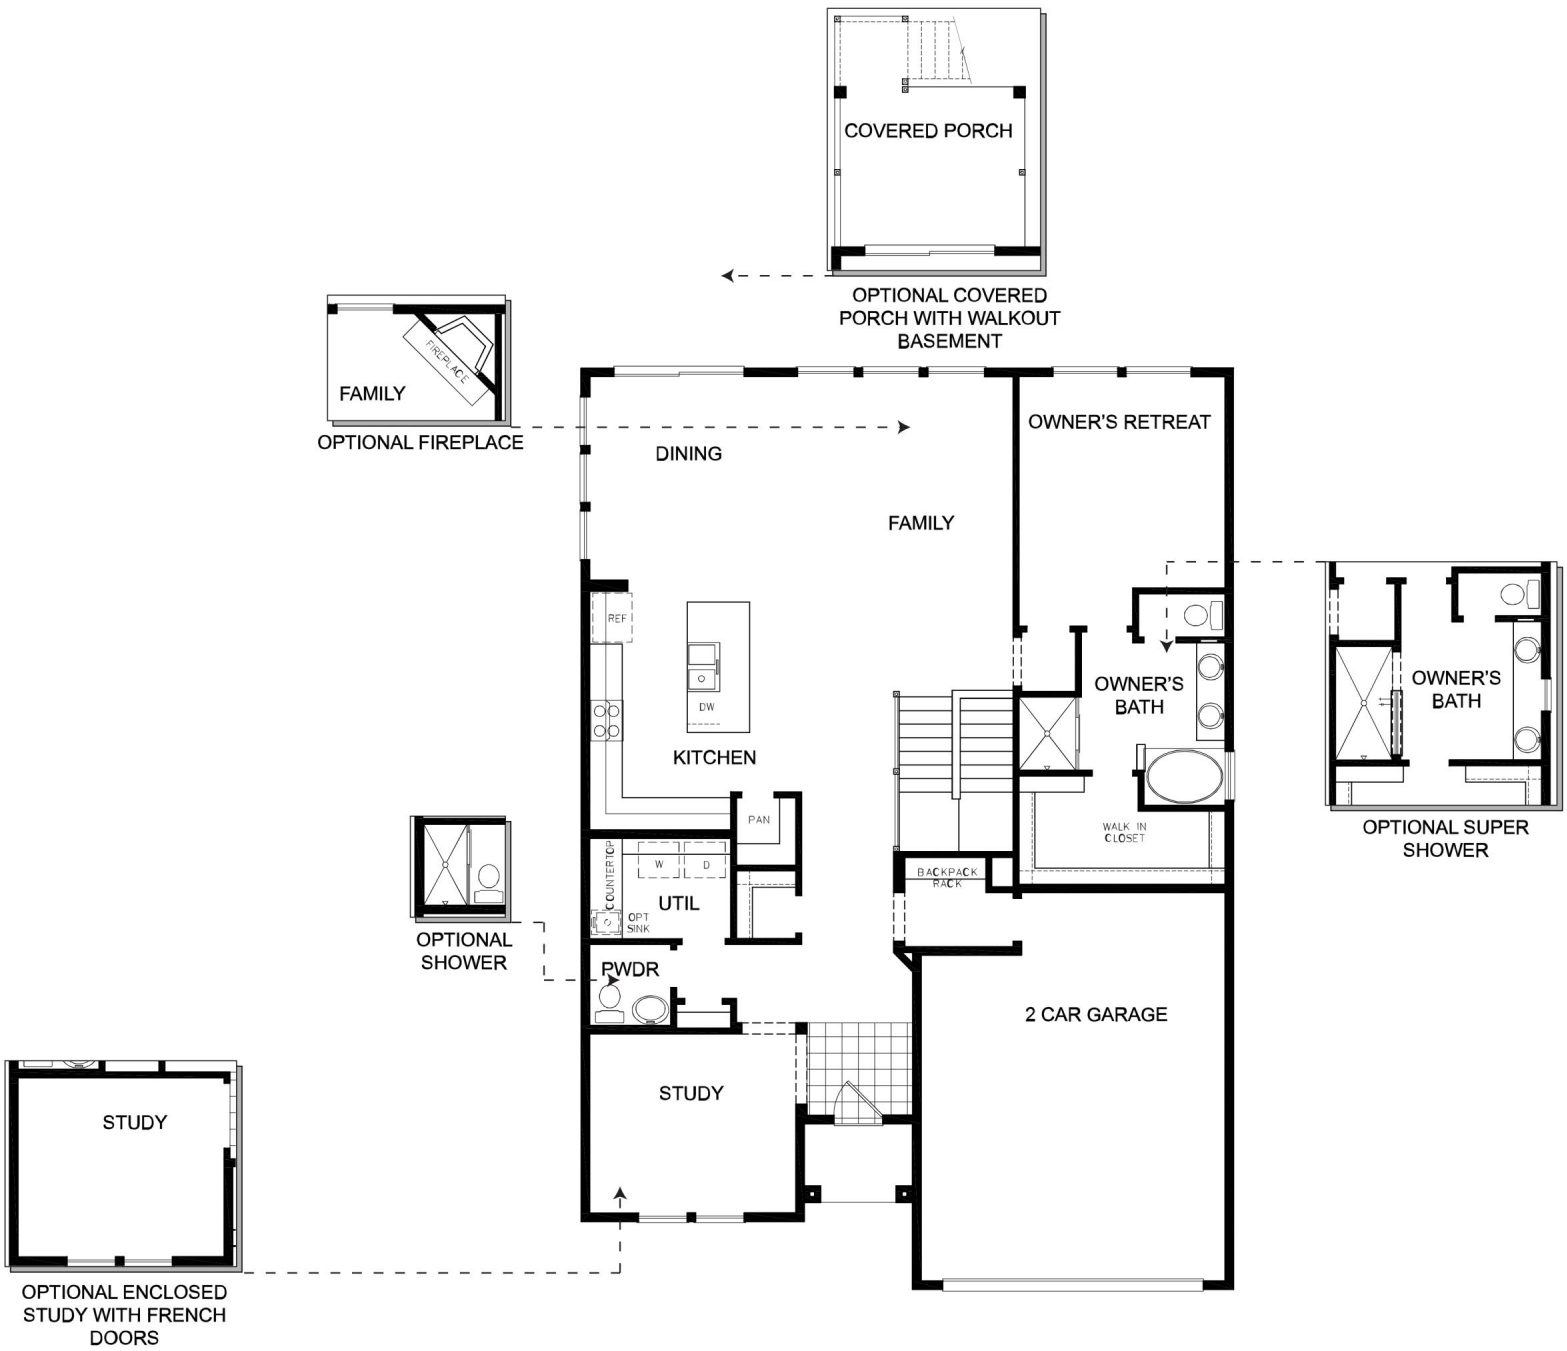 COVERED PORCH
OPTIONAL COVERED
PORCH WITH WALKOUT
BASEMENT
FIREPLACE
FAMILY
OPTIONAL FIREPLACE
OWNER'S RETREAT
DINING
FAMILY
REF
DW
KITCHEN
OWNER'S
BATH
OWNER'S
BATH
OPTIONAL SUPER
SHOWER
PAN
WALK IN
CLOSET
COUNTERTOP
W
D
BACKPACK
RACK
UTIL
OPT
SINK
OPTIONAL
SHOWER
PWDR
2 CAR GARAGE
STUDY
STUDY
OPTIONAL ENCLOSED
STUDY WITH FRENCH
DOORS